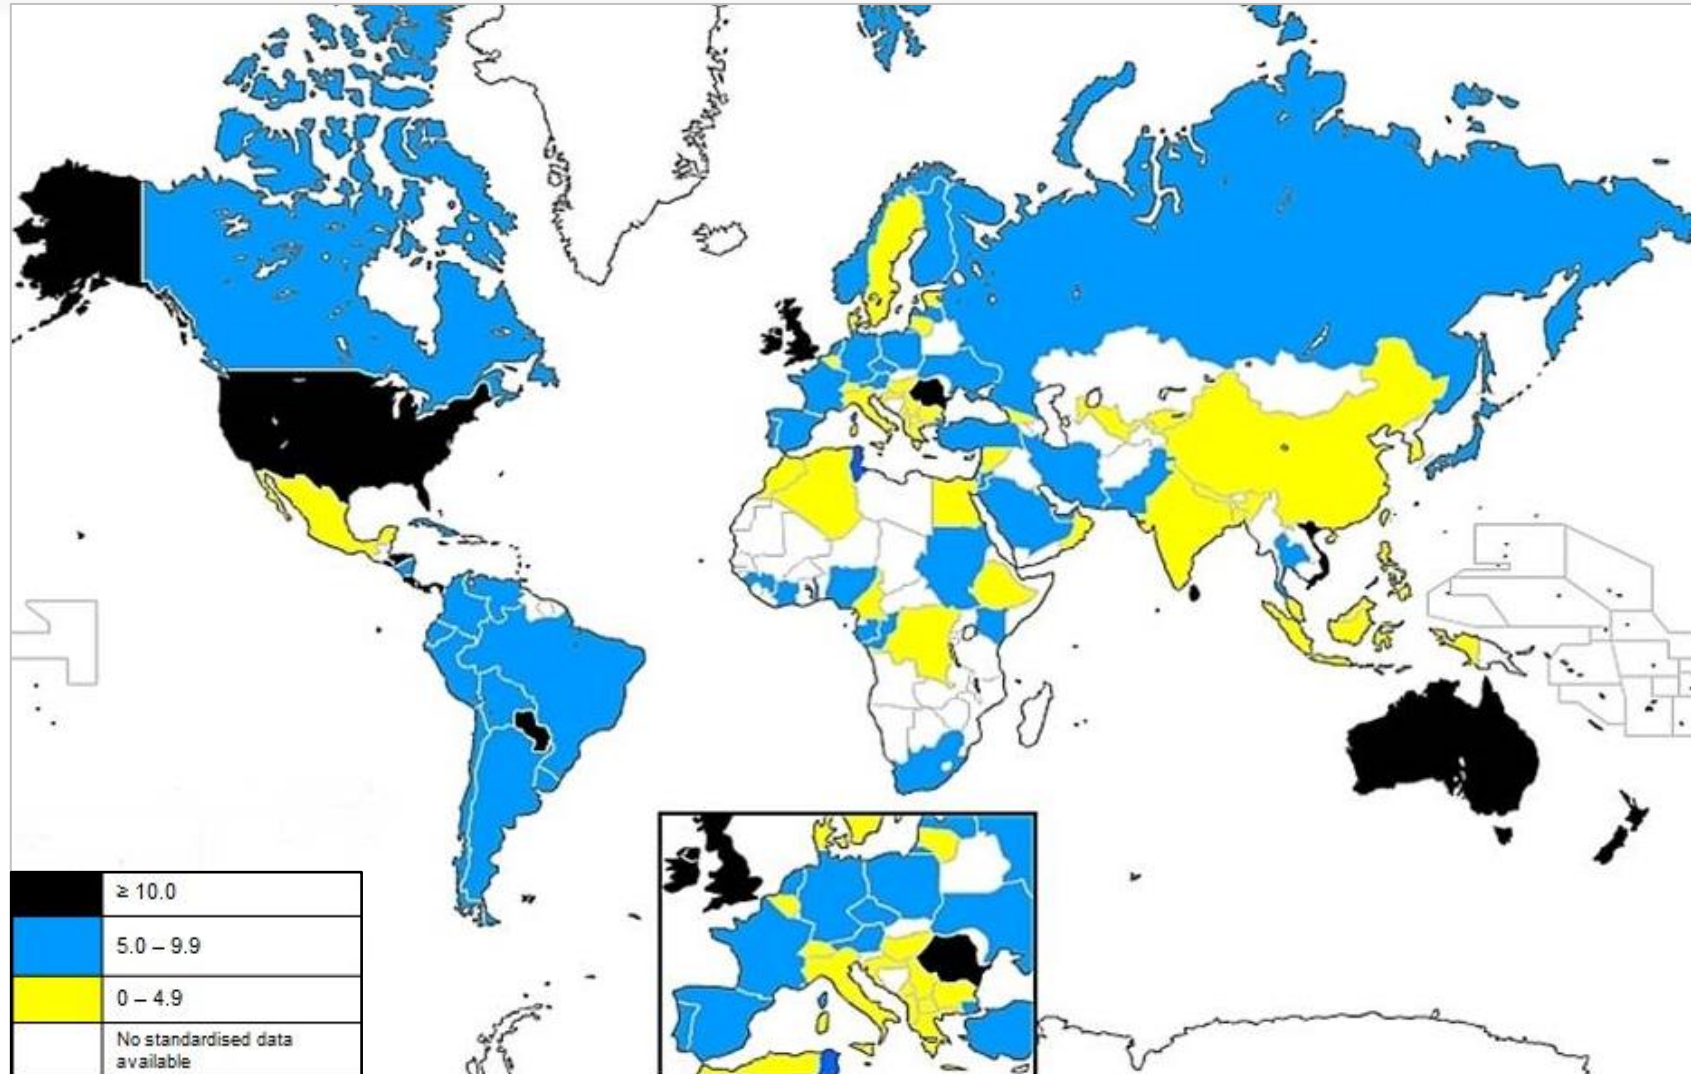 ≥ 10.0
5.0 – 9.9
0 – 4.9
No standardised data
available